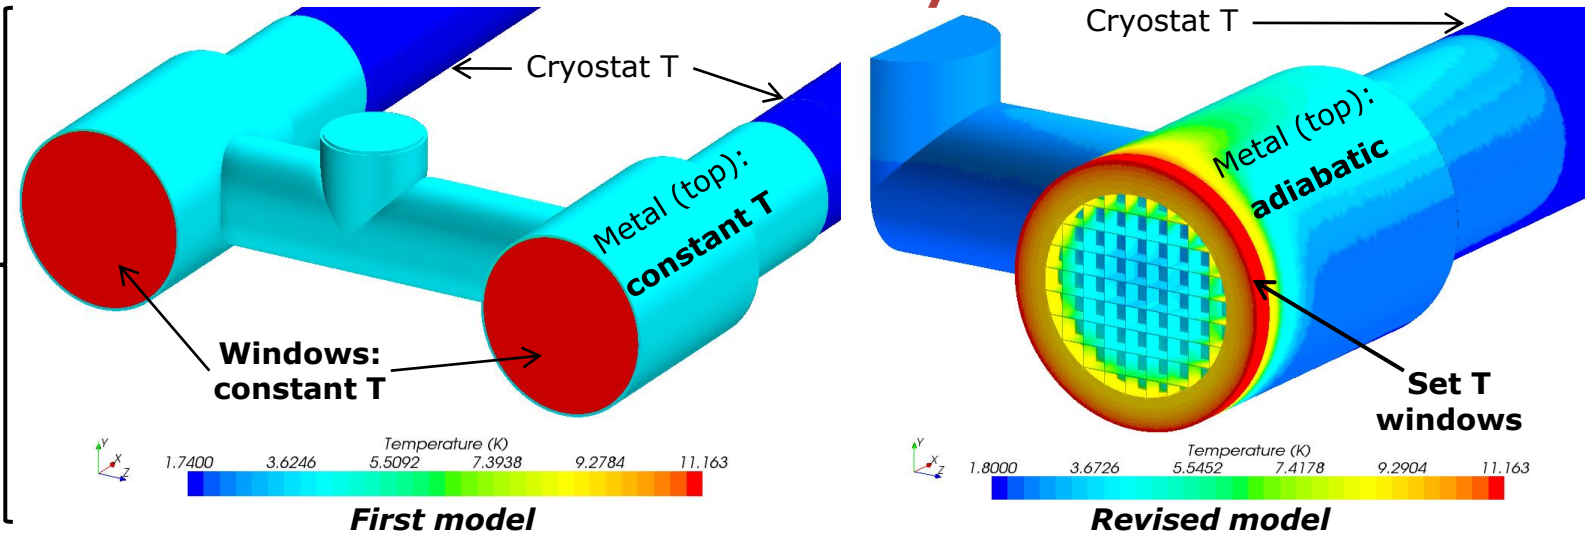 Cryostat T
Metal (top):
constant T
Windows:
constant T
Y
X
Z
Temperature (K)
1.7400 3.6246 5.5092 7.3938 9.2784 11.163
First model
Cryostat T
Metal (top):
adiabatic
Set T
windows
Y
X
Z
Temperature (K)
1.8000 3.6726 5.5452 7.4178 9.2904 11.163
Revised model